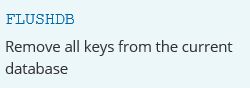 FLUSHDB
Remove all keys from the current
database